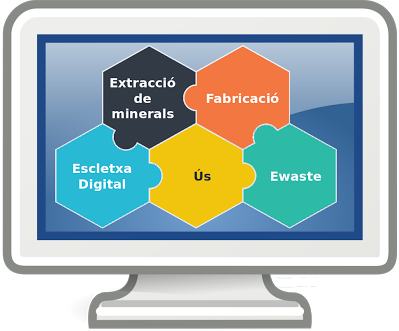 Extracció
de
minerals
Fabricació
Escletxa
Digital
Ús
Ewaste